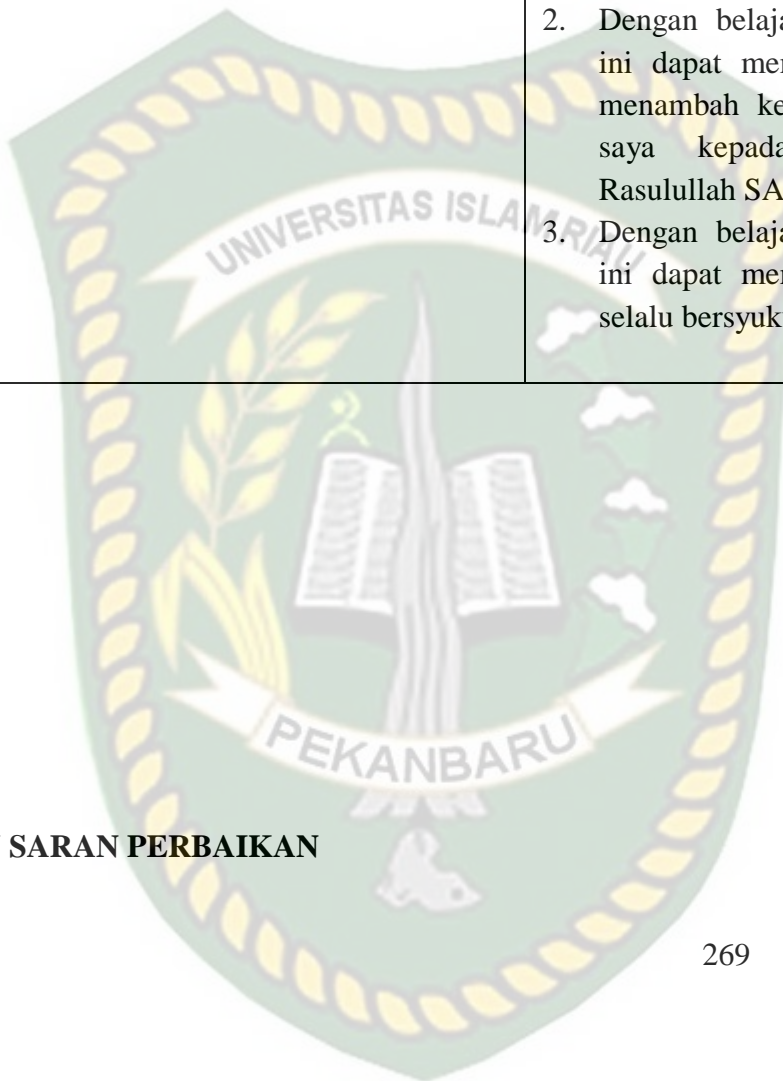 2. Dengan belaja
ini dapat me
menambah ke
saya kepada
Rasulullah SA
UNIVERSITAS ISLAM RIAU
3. Dengan belaja
ini dapat me
selalu bersyuk
PEKANBARU
SARAN PERBAIKAN
269